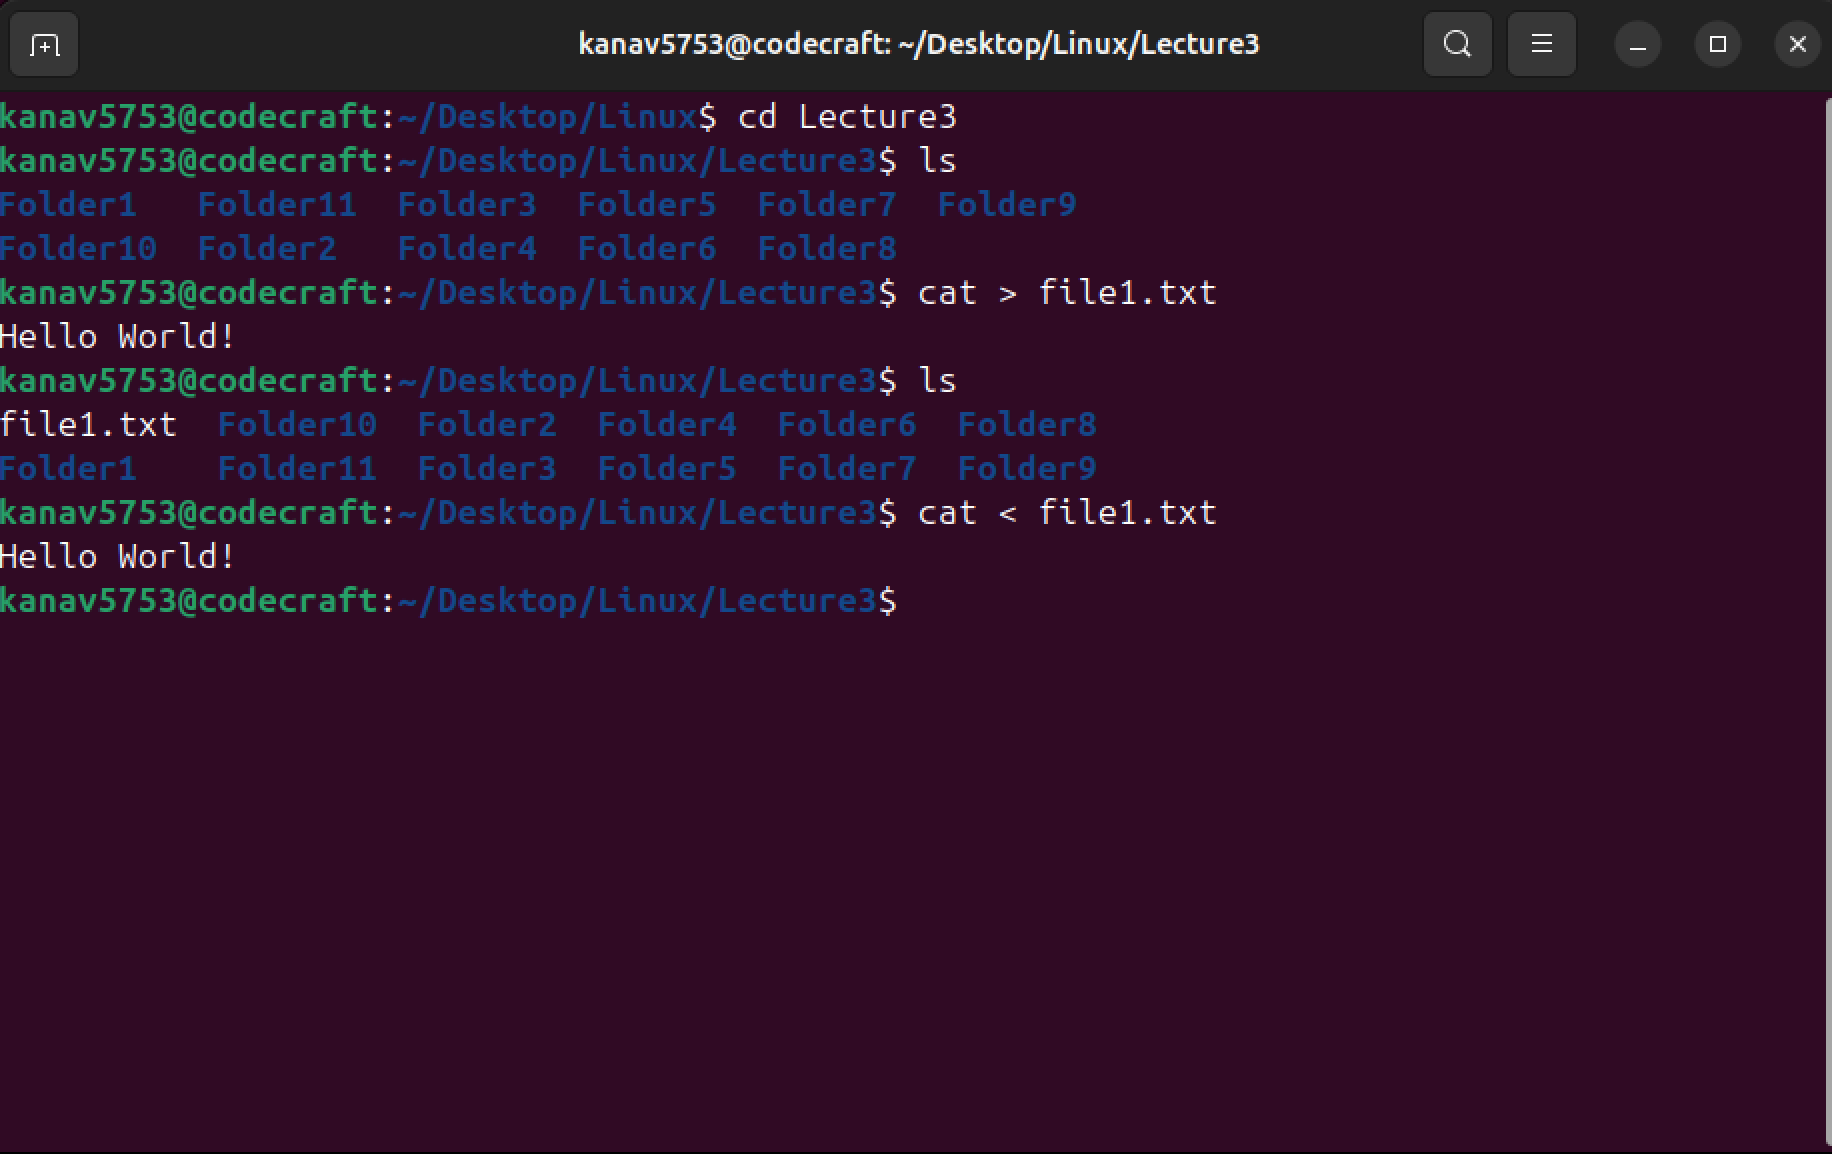 kanav5753@codecraft: ~/Desktop/Linux/Lecture3
kanav5753@codecraft:~/Desktop/Linux$ cd Lecture3
kanav5753@codecraft:~/Desktop/Linux/Lecture3$ ls
Folder1   Folder11  Folder3  Folder5  Folder7  Folder9
Folder10  Folder2   Folder4  Folder6  Folder8
kanav5753@codecraft:~/Desktop/Linux/Lecture3$ cat > file1.txt
Hello World!
kanav5753@codecraft:~/Desktop/Linux/Lecture3$ ls
file1.txt  Folder10  Folder2  Folder4  Folder6  Folder8
Folder1    Folder11  Folder3  Folder5  Folder7  Folder9
kanav5753@codecraft:~/Desktop/Linux/Lecture3$ cat < file1.txt
Hello World!
kanav5753@codecraft:~/Desktop/Linux/Lecture3$